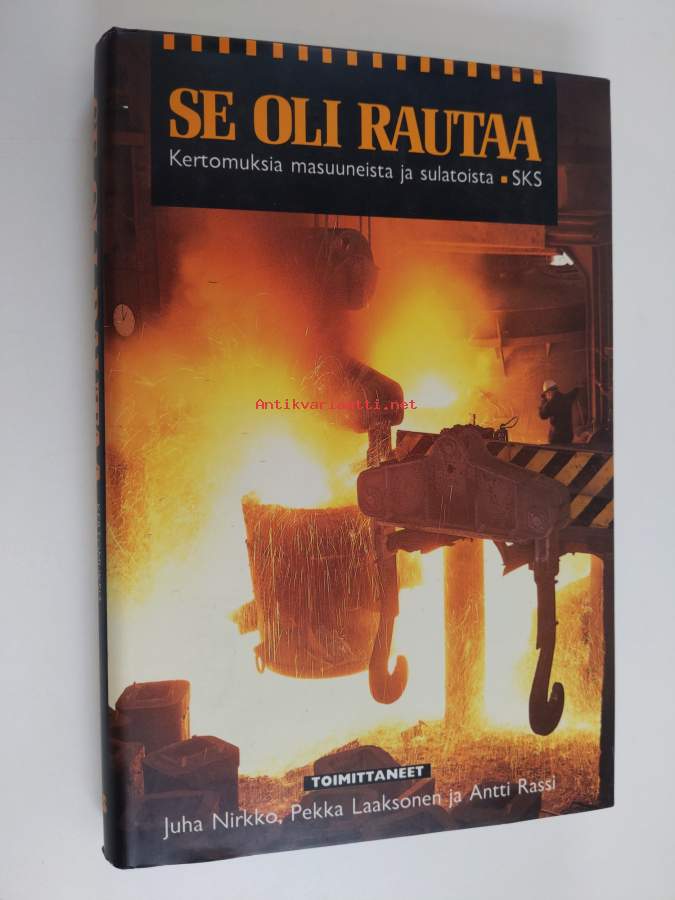 SE OLI RAUTAA
Kertomuksia masuuneista ja sulatoista ▪ SKS
Antikvariaatti.net
TOIMITTANEET
Juha Nirkko, Pekka Laaksonen ja Antti Rassi